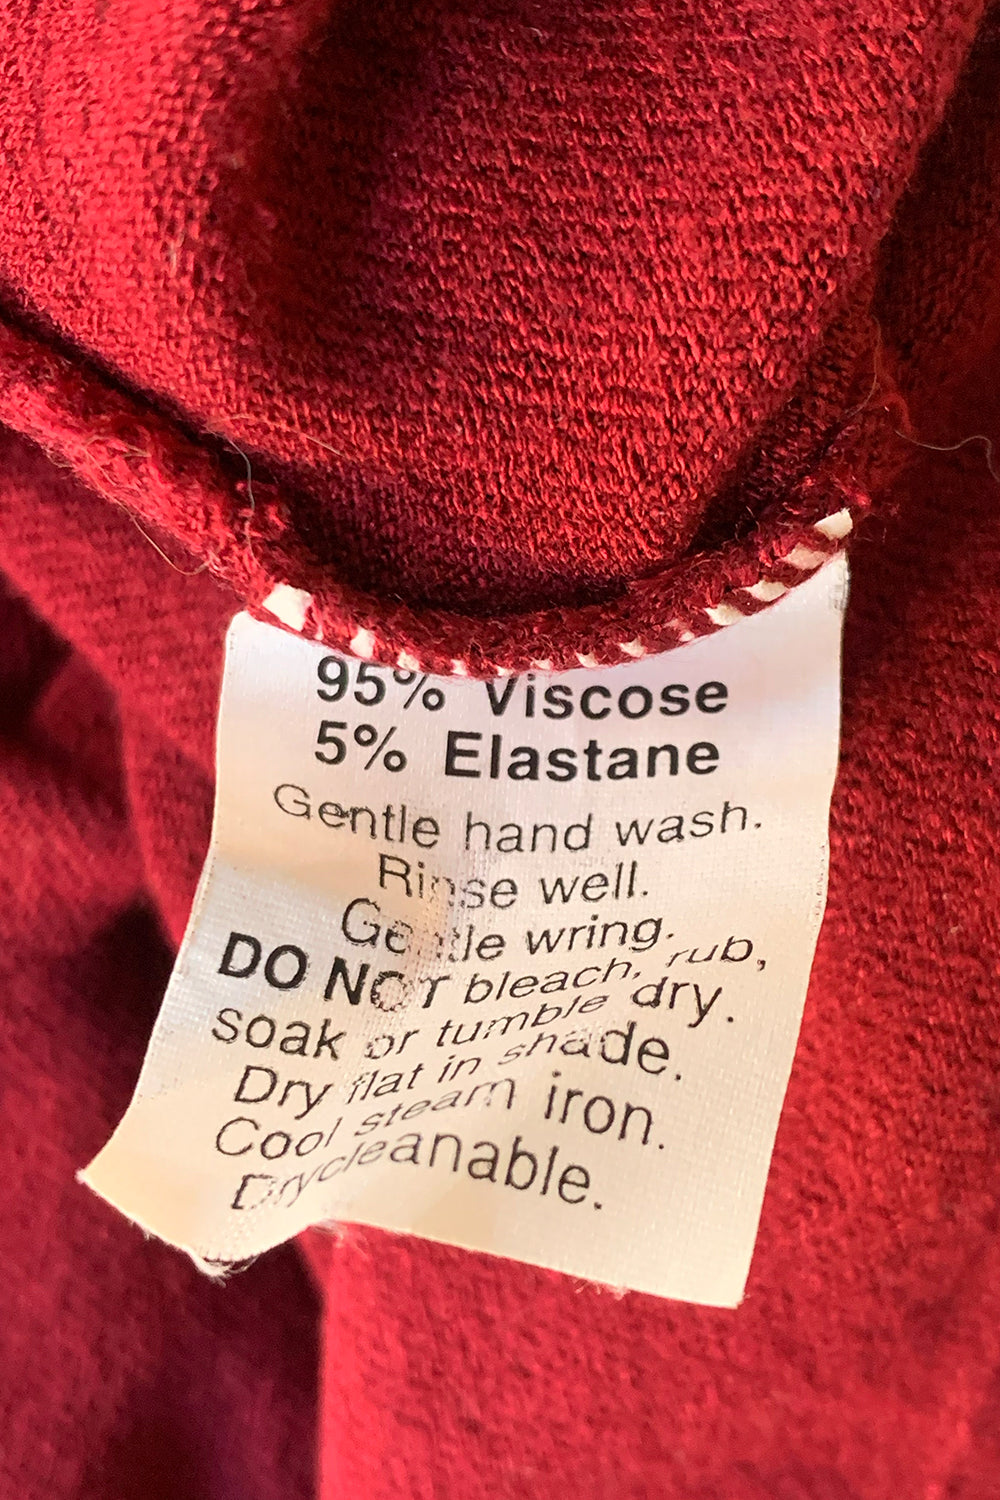 95% Viscose
5% Elastane
Gentle hand wash.
Rinse well.
Gentle wring.
DO NOT bleach, rub,
soak or tumble dry.
Dry flat in shade.
Cool steam iron.
Drycleanable.